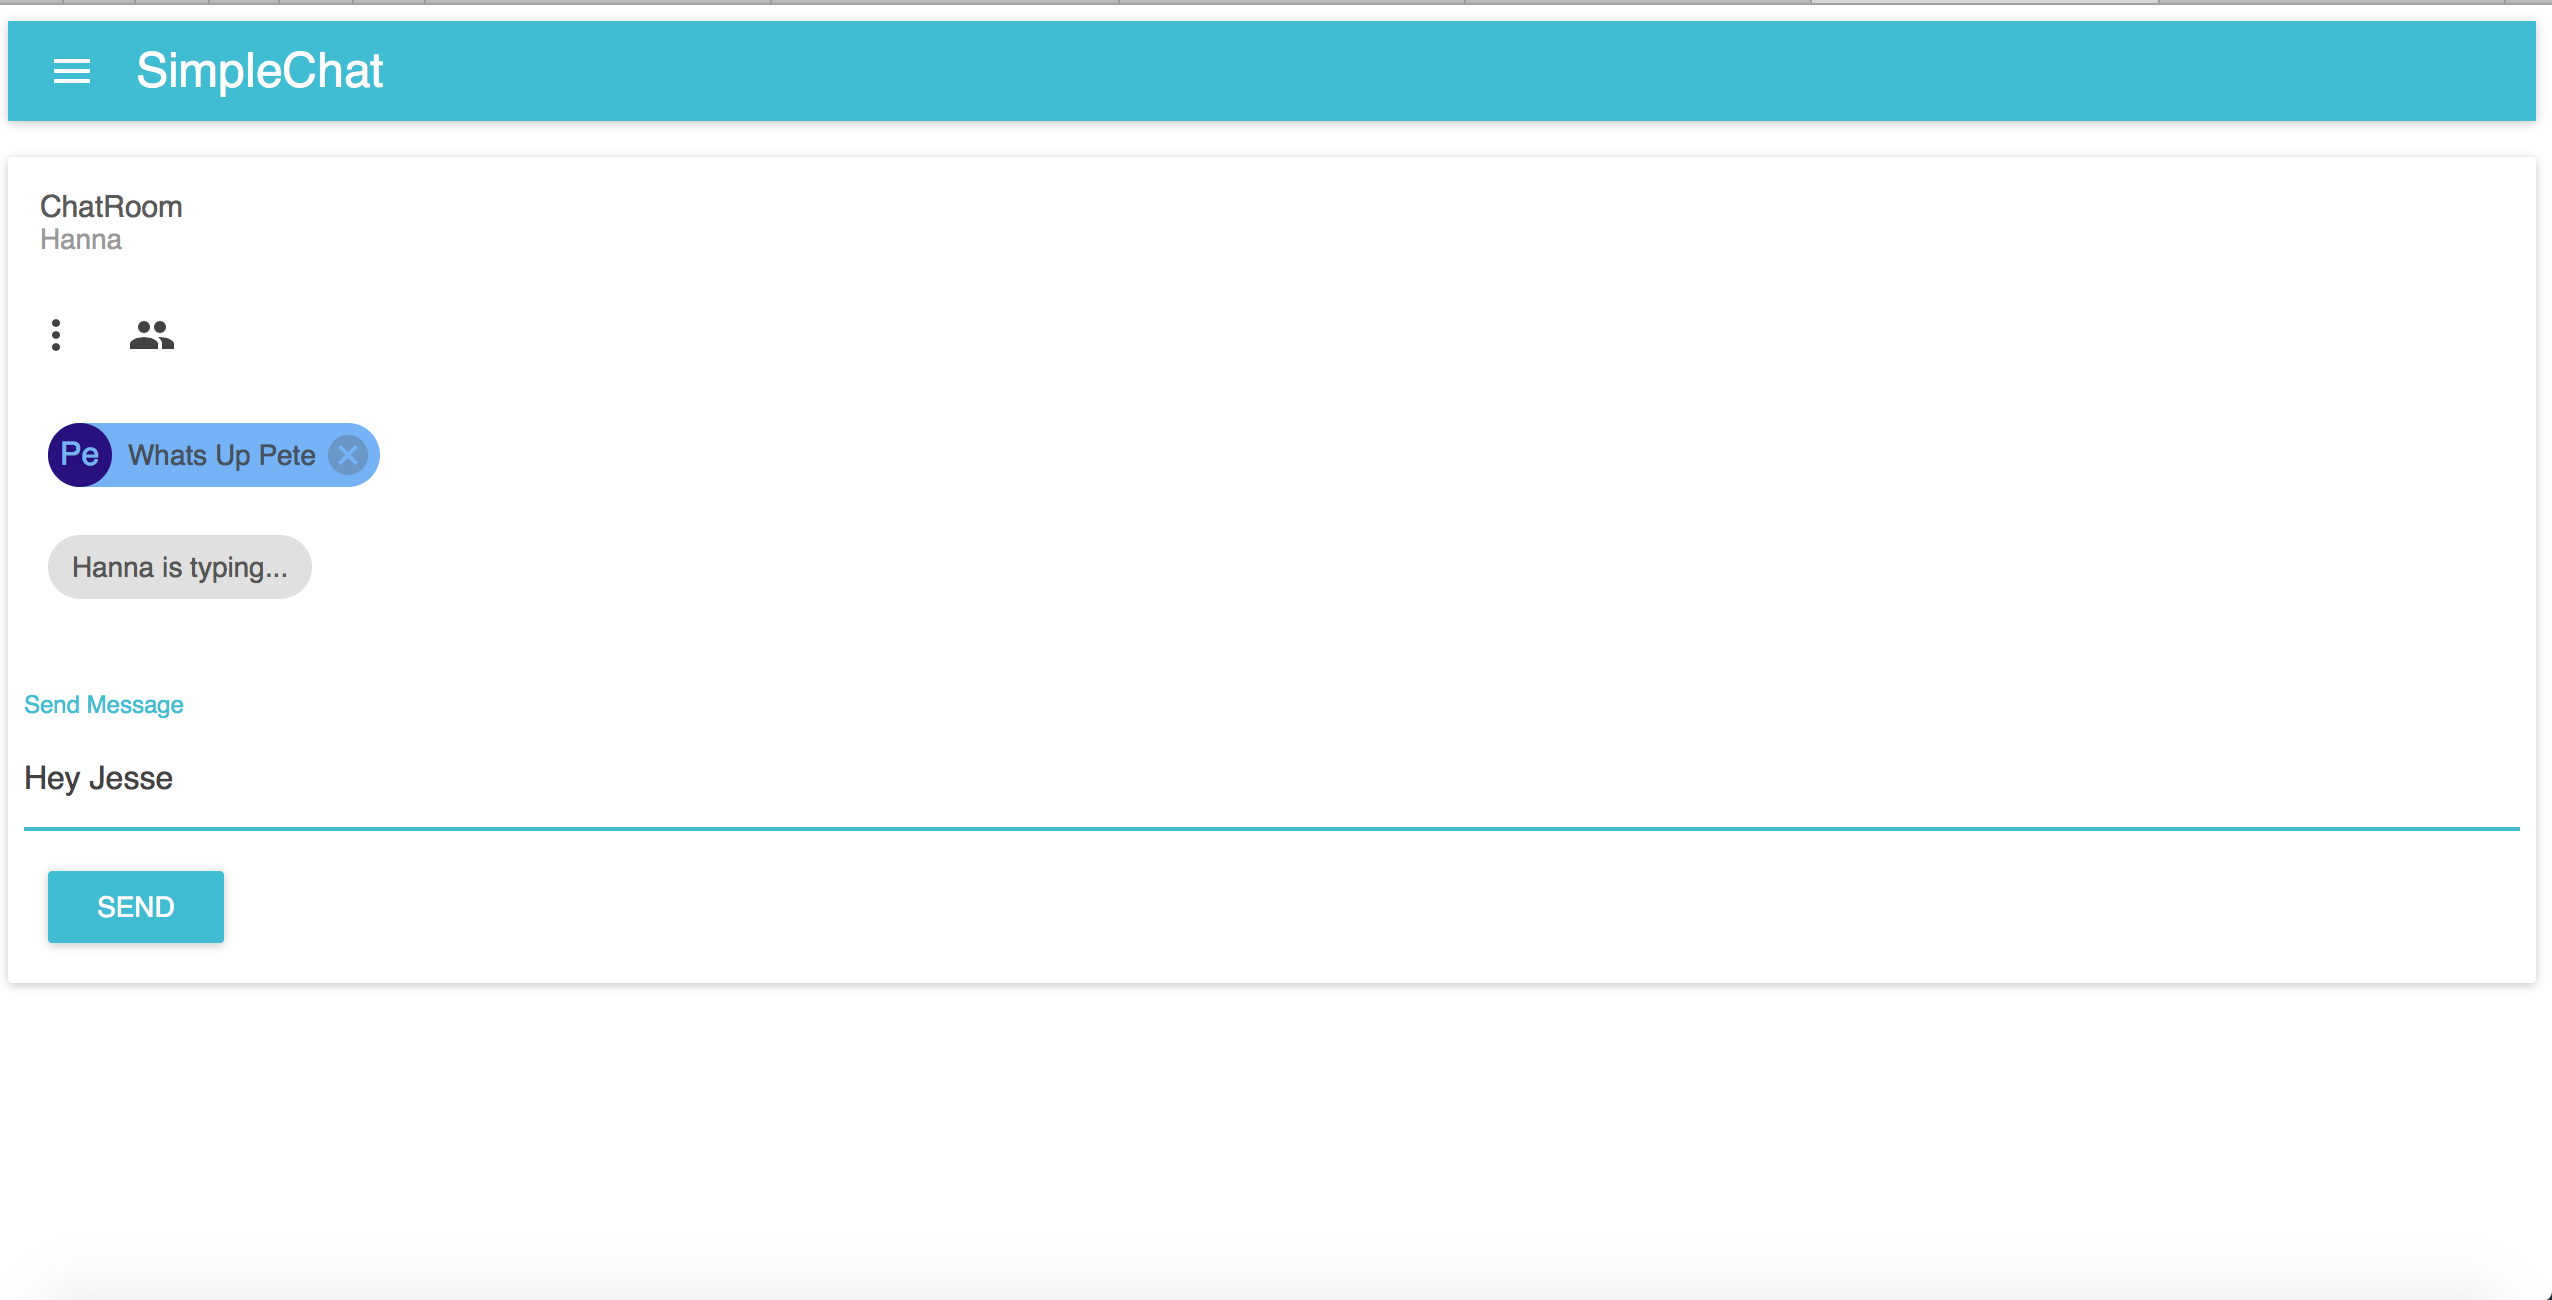 SimpleChat
ChatRoom
Hanna
Pe Whats Up Pete
Hanna is typing...
Send Message
Hey Jesse
SEND